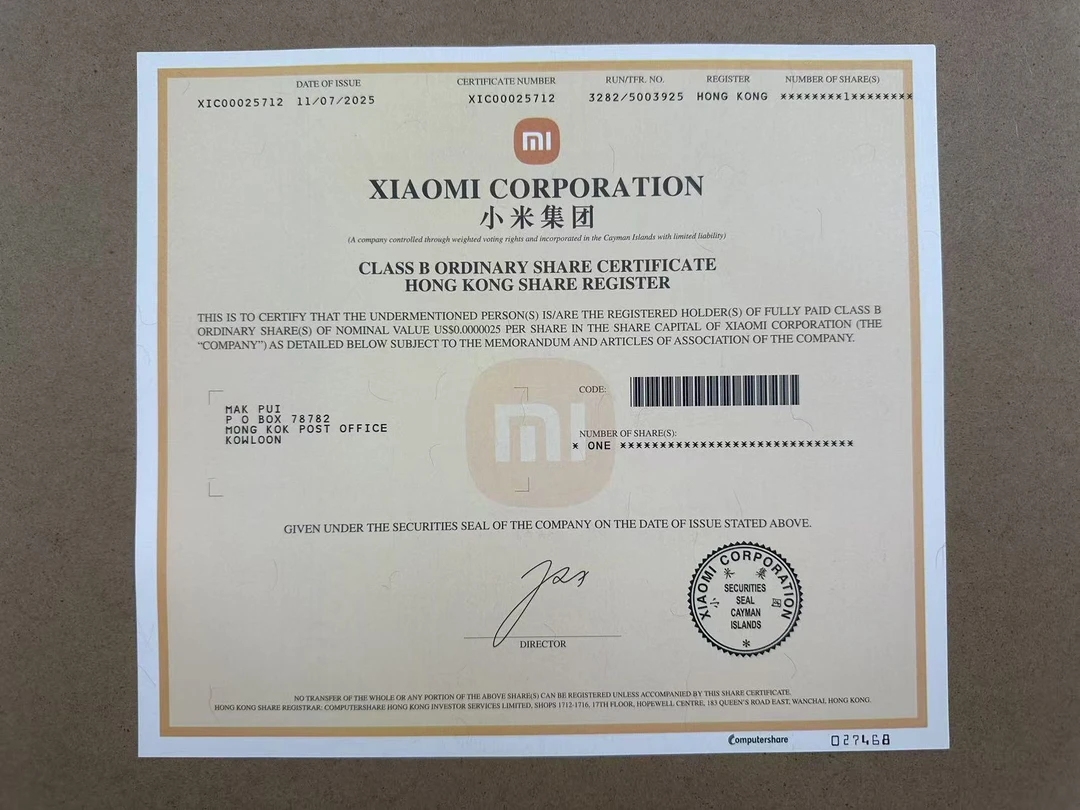 DATE OF ISSUE CERTIFICATE NUMBER RUN/TFR. NO. REGISTER NUMBER OF SHARE(S)
XIC00025712 11/07/2025 XIC00025712 3282/5003925 HONG KONG ********1********
mi
XIAOMI CORPORATION
小米集团
(A company controlled through weighted voting rights and incorporated in the Cayman Islands with limited liability)
CLASS B ORDINARY SHARE CERTIFICATE
HONG KONG SHARE REGISTER
THIS IS TO CERTIFY THAT THE UNDERMENTIONED PERSON(S) IS/ARE THE REGISTERED HOLDER(S) OF FULLY PAID CLASS B
ORDINARY SHARE(S) OF NOMINAL VALUE US$0.0000025 PER SHARE IN THE SHARE CAPITAL OF XIAOMI CORPORATION (THE
“COMPANY”) AS DETAILED BELOW SUBJECT TO THE MEMORANDUM AND ARTICLES OF ASSOCIATION OF THE COMPANY.
CODE:
MAK PUI
P O BOX 78782
MONG KOK POST OFFICE
KOWLOON
mi
NUMBER OF SHARE(S):
* ONE **************************
GIVEN UNDER THE SECURITIES SEAL OF THE COMPANY ON THE DATE OF ISSUE STATED ABOVE.
DIRECTOR
XIAOMI CORPORATION
小米集团
SECURITIES
SEAL
CAYMAN
ISLANDS
*
NO TRANSFER OF THE WHOLE OR ANY PORTION OF THE ABOVE SHARE(S) CAN BE REGISTERED UNLESS ACCOMPANIED BY THIS SHARE CERTIFICATE.
HONG KONG SHARE REGISTRAR: COMPUTERSHARE HONG KONG INVESTOR SERVICES LIMITED, SHOPS 1712-1716, 17TH FLOOR, HOPEWELL CENTRE, 183 QUEEN'S ROAD EAST, WANCHAI, HONG KONG.
Computershare 027468